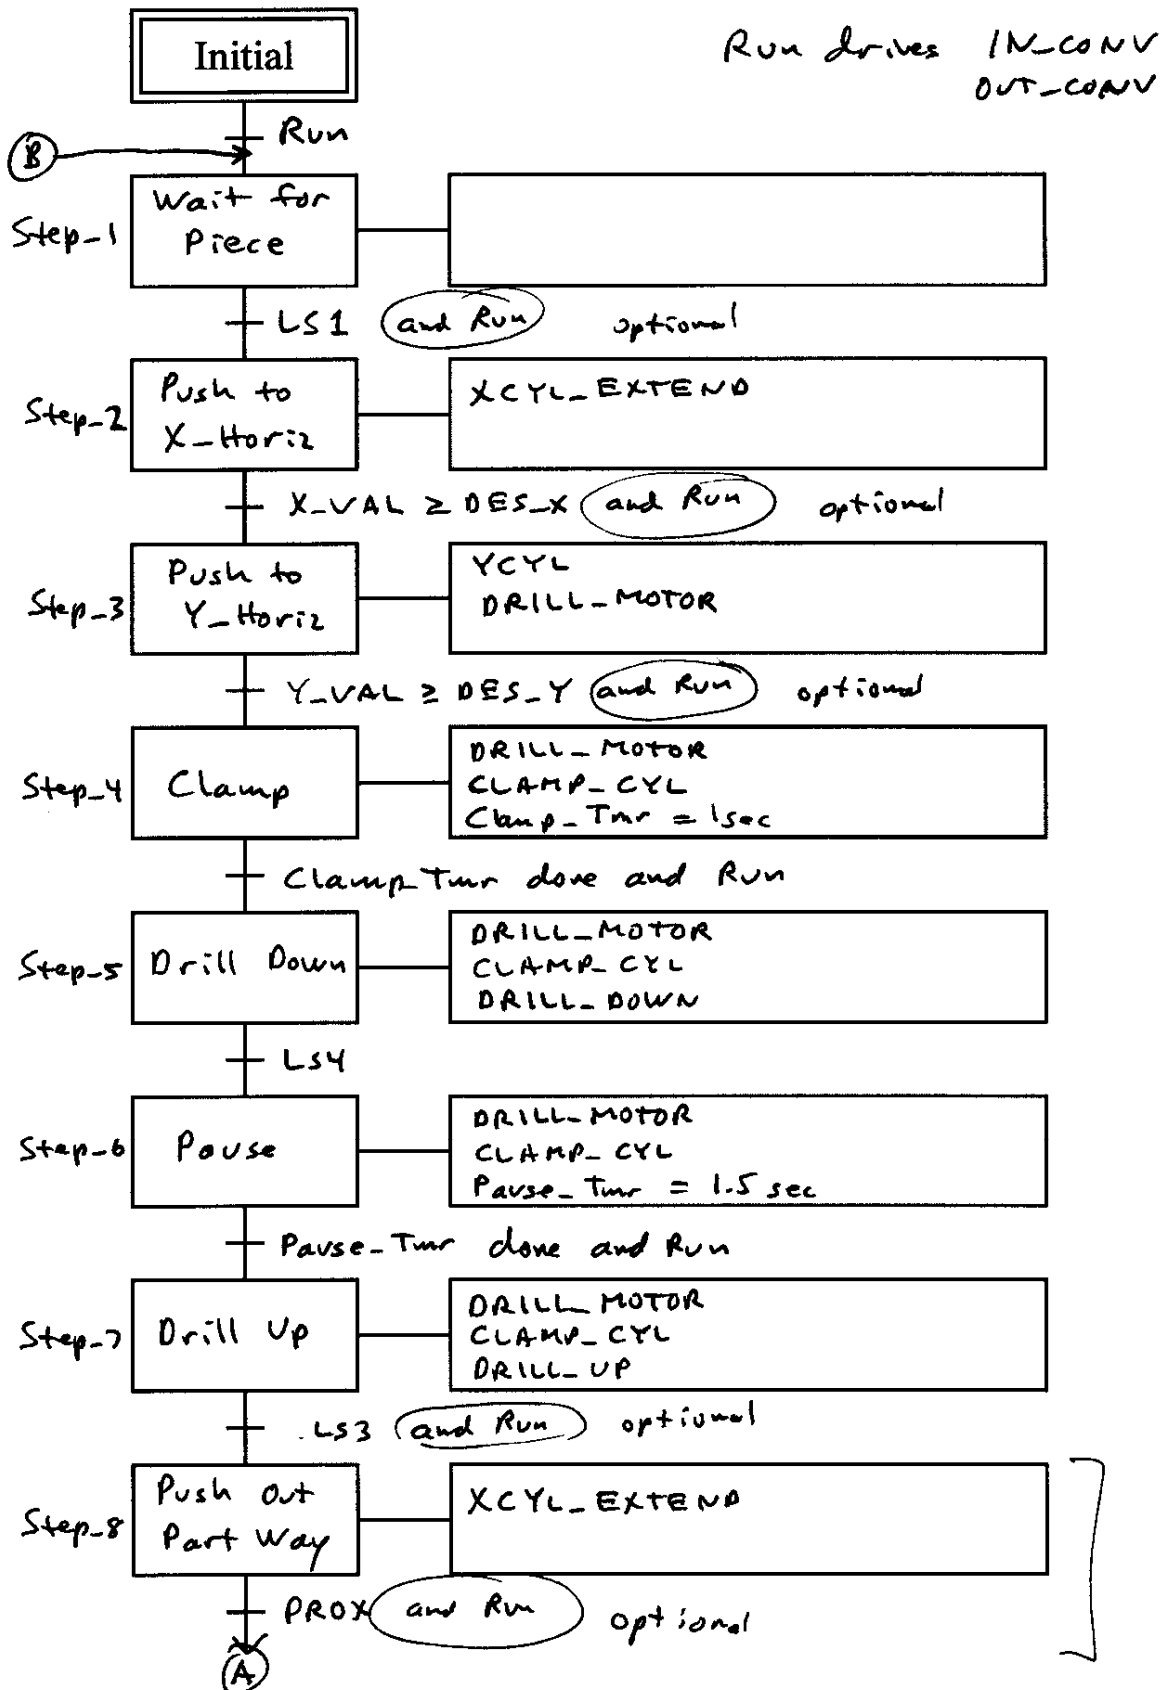 Initial
Run drives IN_CONV
OUT_CONV
Run
B
Step_1
Wait for
Piece
LS1 and Run optional
Step_2
Push to
X_Horiz
XCYL_EXTEND
X_VAL ≥ DES_X and Run optional
Step_3
Push to
Y_Horiz
YCYL
DRILL_MOTOR
Y_VAL ≥ DES_Y and Run optional
Step_4
Clamp
DRILL_MOTOR
CLAMP_CYL
Clamp_Tmr = 1sec
Clamp_Tmr done and Run
Step_5
Drill Down
DRILL_MOTOR
CLAMP_CYL
DRILL_DOWN
LS4
Step_6
Pause
DRILL_MOTOR
CLAMP_CYL
Pause_Tmr = 1.5 sec
Pause_Tmr done and Run
Step_7
Drill Up
DRILL_MOTOR
CLAMP_CYL
DRILL_UP
LS3 and Run optional
Step_8
Push Out
Part Way
XCYL_EXTEND
PROX and Run optional
A